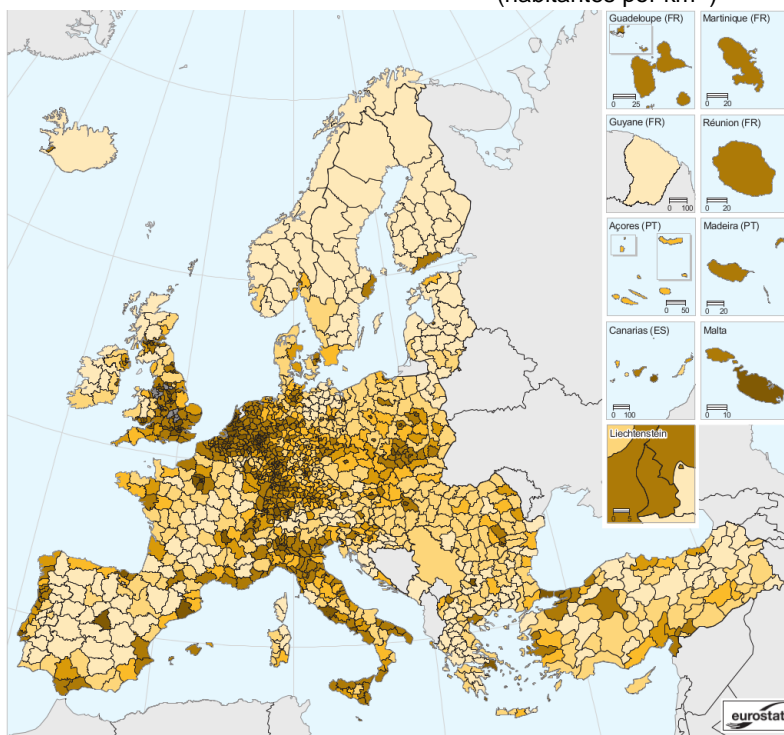 (habitantes por km
Guadeloupe (FR)
0 25
Martinique (FR)
0 20
Guyane (FR)
0 100
Réunion (FR)
0 20
Açores (PT)
0 50
Madeira (PT)
0 20
Canarias (ES)
0 100
Malta
0 10
Liechtenstein
0 5
eurostat